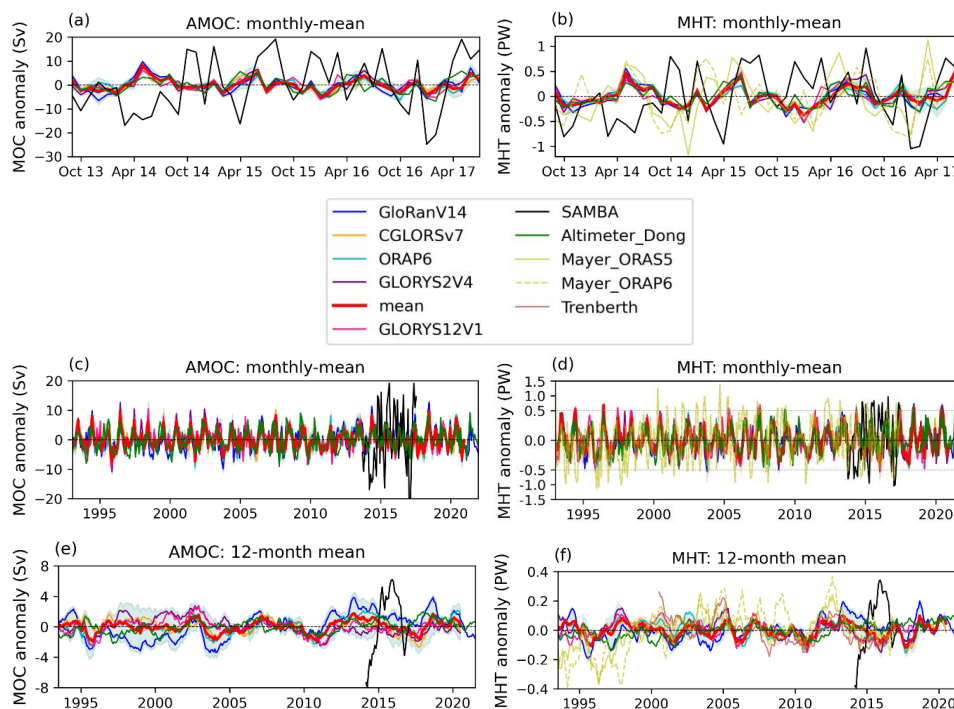 (a) AMOC: monthly-mean
MOC anomaly (Sv)
20
10
0
−10
−20
−30
Oct 13 Apr 14 Oct 14 Apr 15 Oct 15 Apr 16 Oct 16 Apr 17
(b) MHT: monthly-mean
MHT anomaly (PW)
1
0.5
0
-0.5
-1
Oct 13 Apr 14 Oct 14 Apr 15 Oct 15 Apr 16 Oct 16 Apr 17
GloRanV14
CGLORSv7
ORAP6
GLORYS2V4
mean
GLORYS12V1
SAMBA
Altimeter_Dong
Mayer_ORAS5
Mayer_ORAP6
Trenberth
(c) AMOC: monthly-mean
MOC anomaly (Sv)
20
10
0
−10
−20
1995 2000 2005 2010 2015 2020
(d) MHT: monthly-mean
MHT anomaly (PW)
1.5
1.0
0.5
0.0
-0.5
-1.0
-1.5
1995 2000 2005 2010 2015 2020
(e) AMOC: 12-month mean
MOC anomaly (Sv)
8
4
0
−4
−8
1995 2000 2005 2010 2015 2020
(f) MHT: 12-month mean
MHT anomaly (PW)
0.4
0.2
0.0
−0.2
−0.4
1995 2000 2005 2010 2015 2020